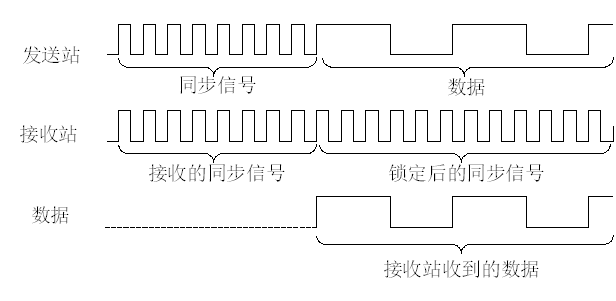 发送站
同步信号
数据
接收站
接收的同步信号
锁定后的同步信号
数据
接收站收到的数据